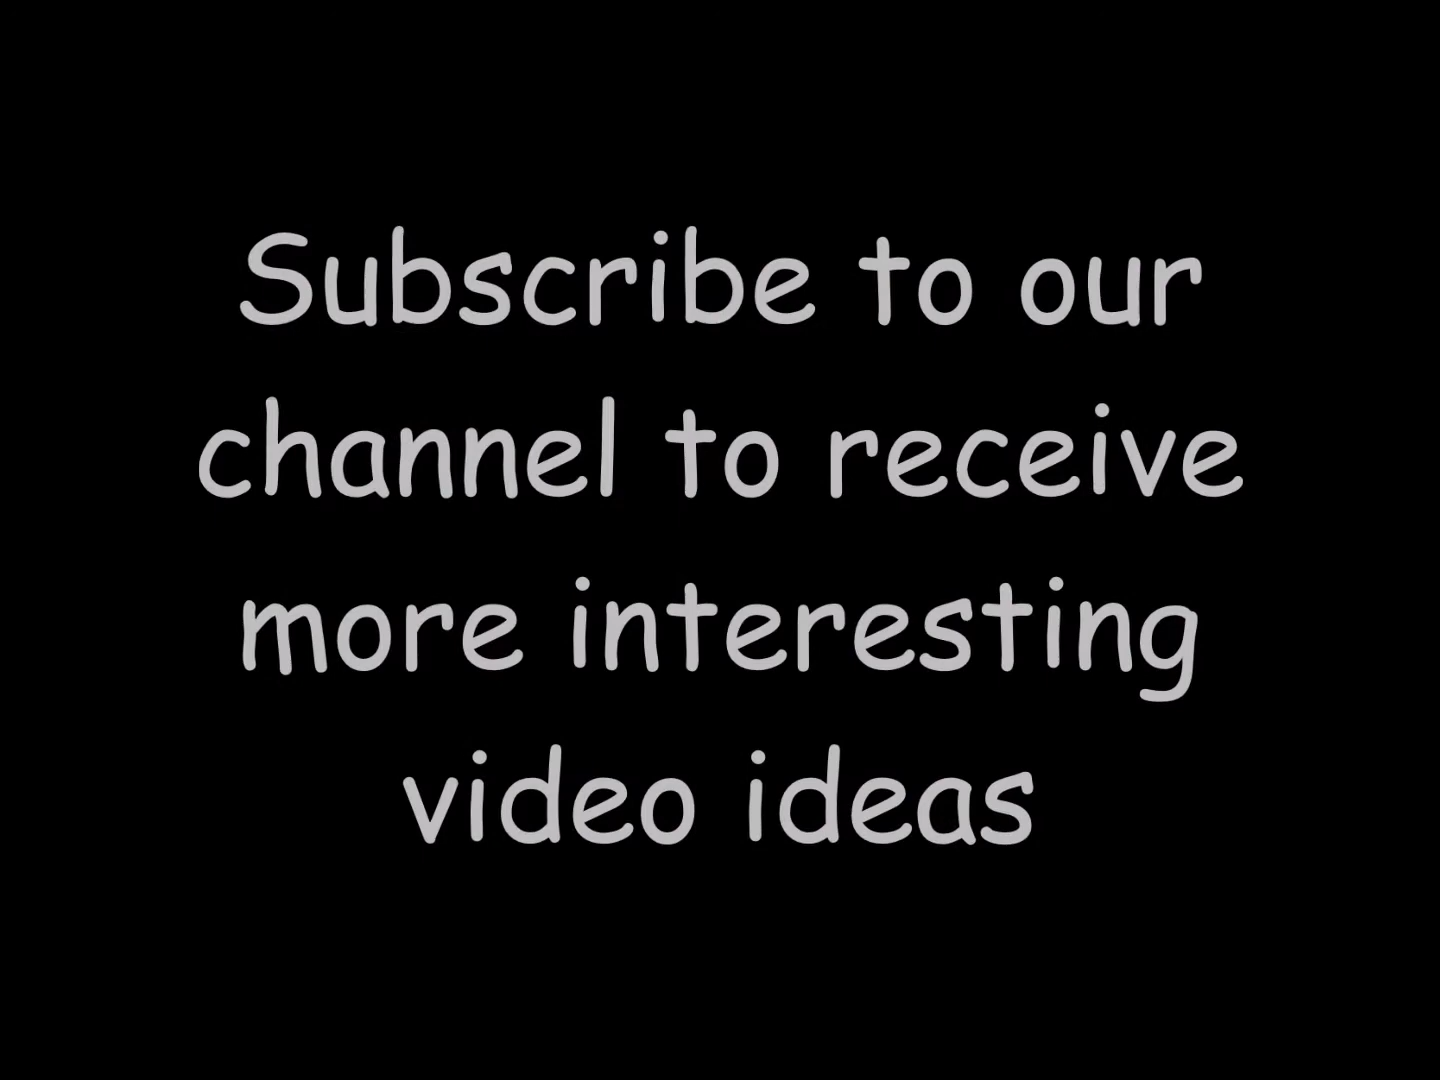 Subscribe to our
channel to receive
more interesting
video ideas